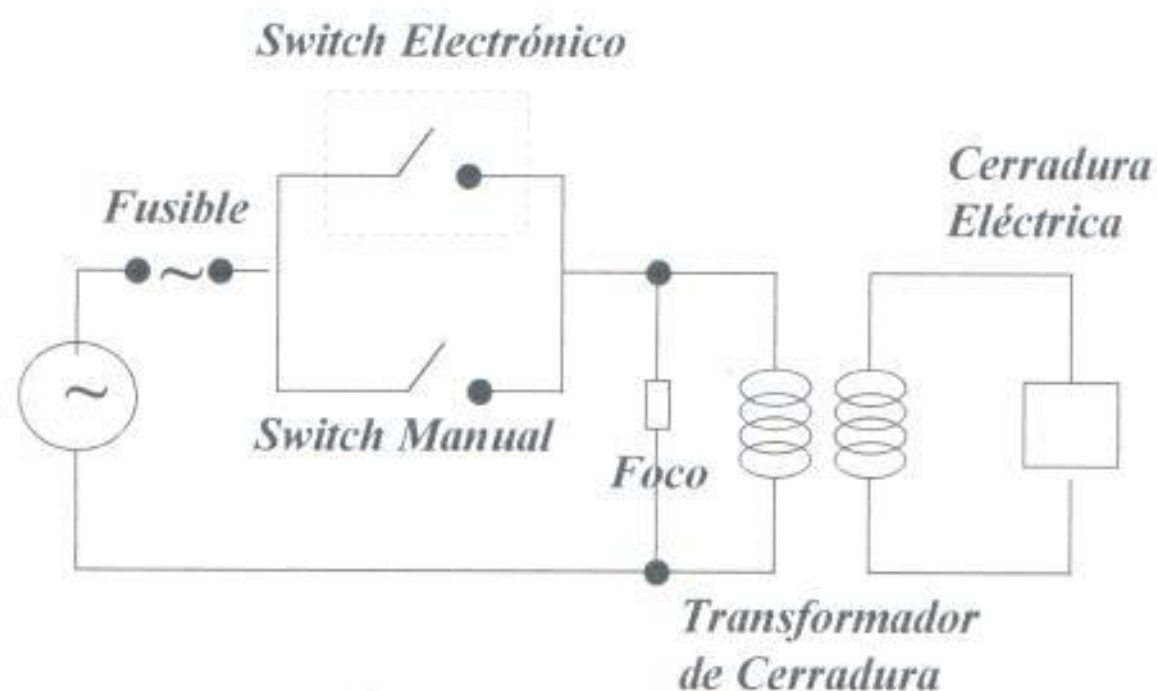 Switch Electrónico
Cerradura
Eléctrica
Fusible
~
~
Switch Manual
Foco
Transformador
de Cerradura